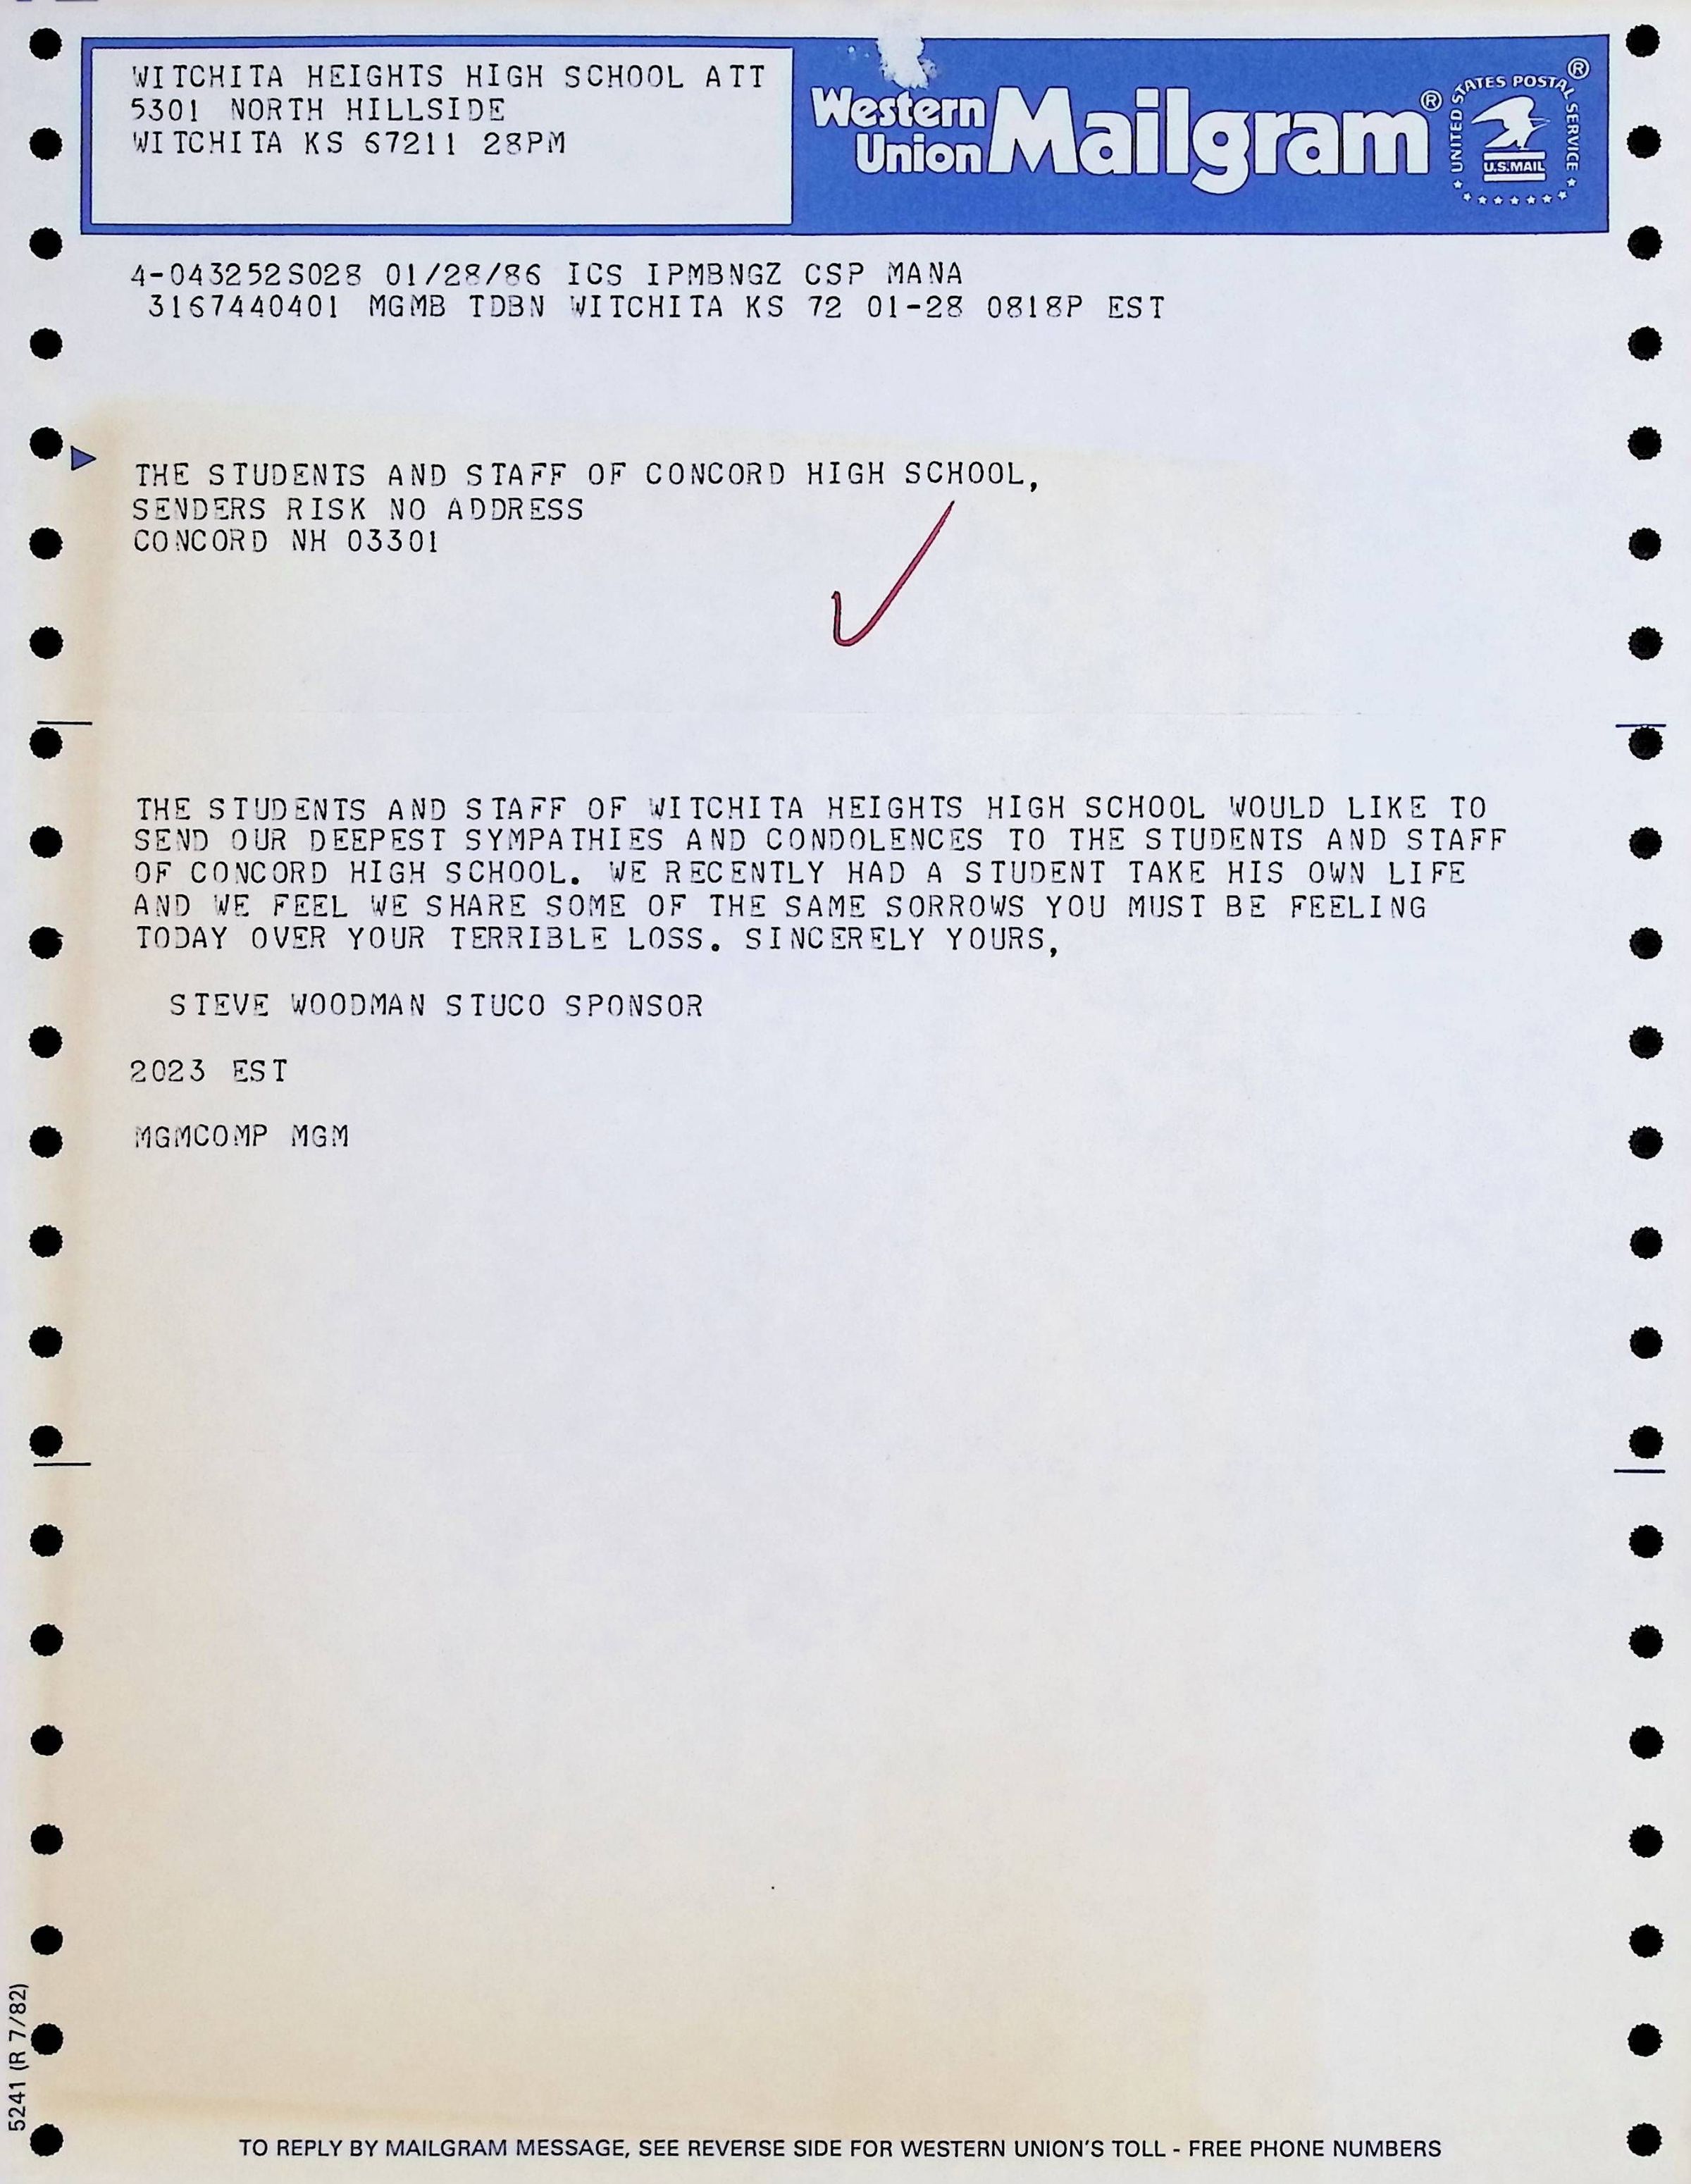 WITCHITA HEIGHTS HIGH SCHOOL ATT
5301 NORTH HILLSIDE
WITCHITA KS 67211 28PM
Western Union Mailgram®
UNITED STATES POSTAL SERVICE ®
U.S.MAIL
4-043252S028 01/28/86 ICS IPMBNGZ CSP MANA
3167440401 MGMB TDBN WITCHITA KS 72 01-28 0818P EST
THE STUDENTS AND STAFF OF CONCORD HIGH SCHOOL,
SENDERS RISK NO ADDRESS
CONCORD NH 03301
THE STUDENTS AND STAFF OF WITCHITA HEIGHTS HIGH SCHOOL WOULD LIKE TO
SEND OUR DEEPEST SYMPATHIES AND CONDOLENCES TO THE STUDENTS AND STAFF
OF CONCORD HIGH SCHOOL. WE RECENTLY HAD A STUDENT TAKE HIS OWN LIFE
AND WE FEEL WE SHARE SOME OF THE SAME SORROWS YOU MUST BE FEELING
TODAY OVER YOUR TERRIBLE LOSS. SINCERELY YOURS,
STEVE WOODMAN STUCO SPONSOR
2023 EST
MGMCOMP MGM
5241 (R 7/82)
TO REPLY BY MAILGRAM MESSAGE, SEE REVERSE SIDE FOR WESTERN UNION'S TOLL - FREE PHONE NUMBERS